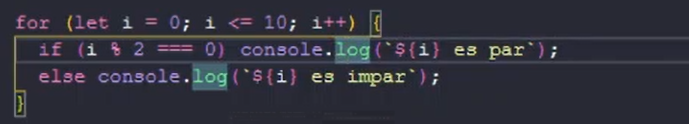 for (let i = 0; i <= 10; i++) {
if (i % 2 === 0) console.log(`${i} es par`);
else console.log(`${i} es impar`);
}